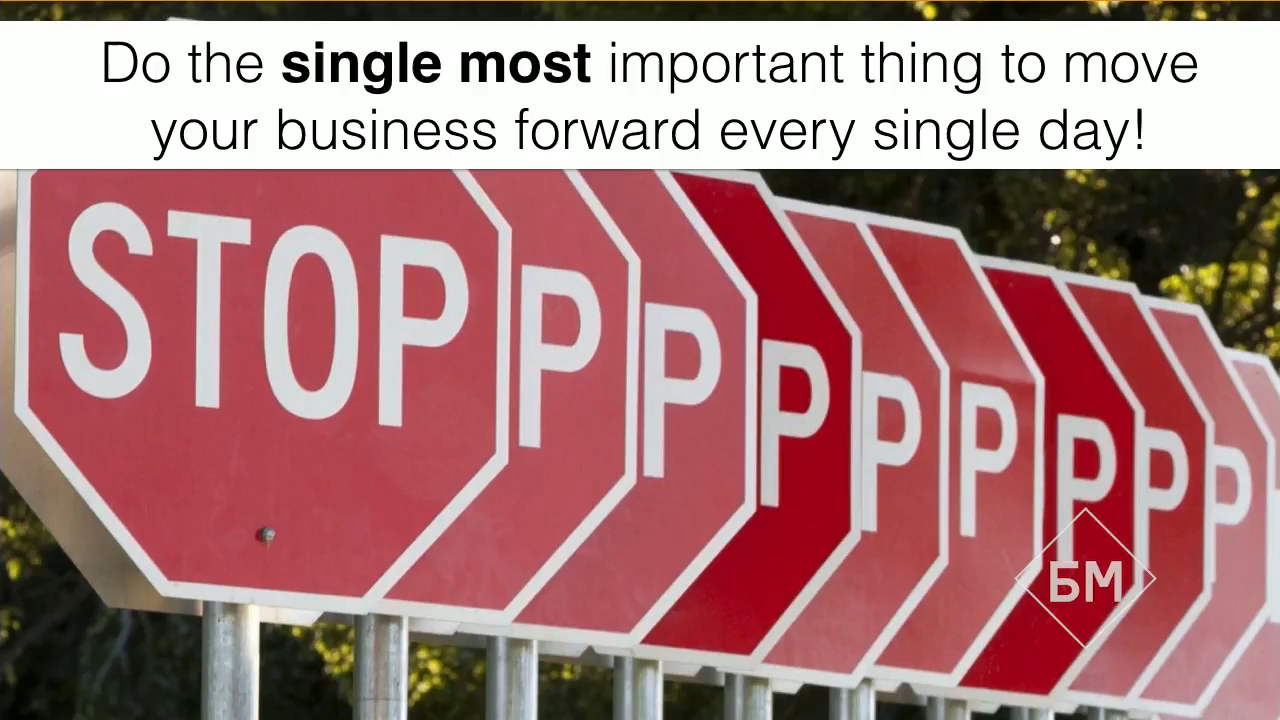 Do the single most important thing to move
your business forward every single day!
STOP P P P P P P P P
БМ